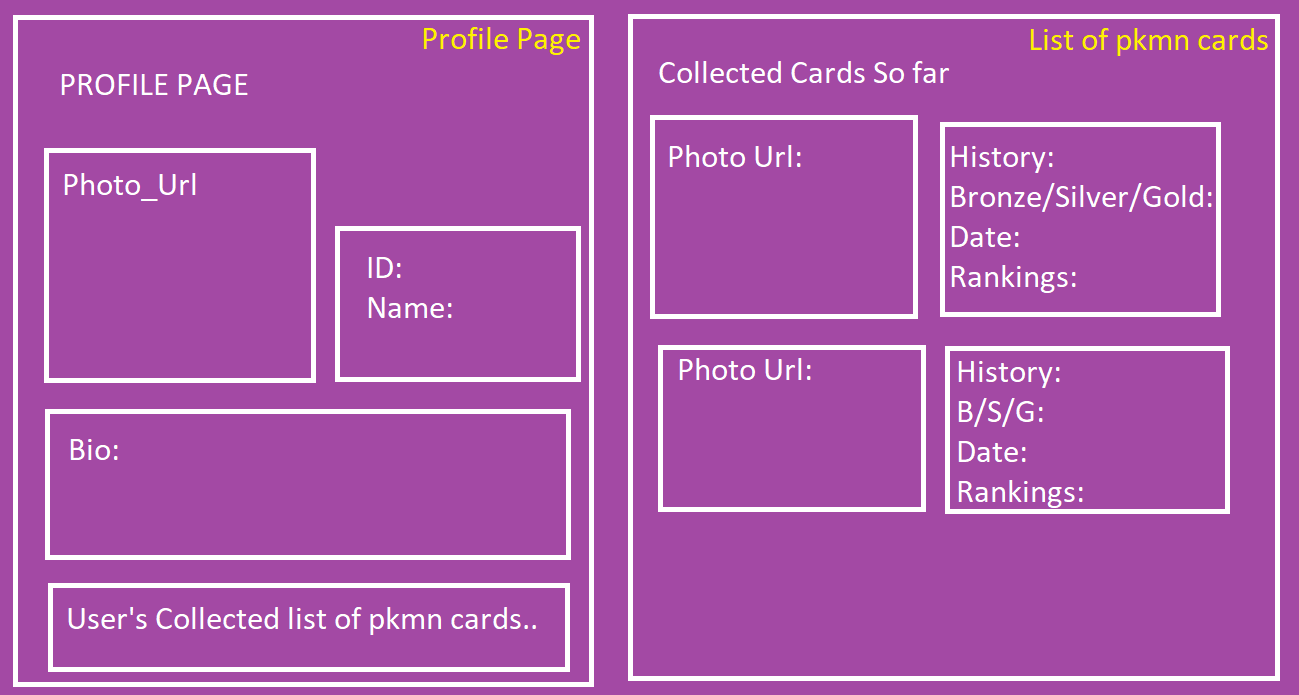 Profile Page
PROFILE PAGE
Photo_Url
ID:
Name:
Bio:
User's Collected list of pkmn cards..
List of pkmn cards
Collected Cards So far
Photo Url:
History:
Bronze/Silver/Gold:
Date:
Rankings:
Photo Url:
History:
B/S/G:
Date:
Rankings: